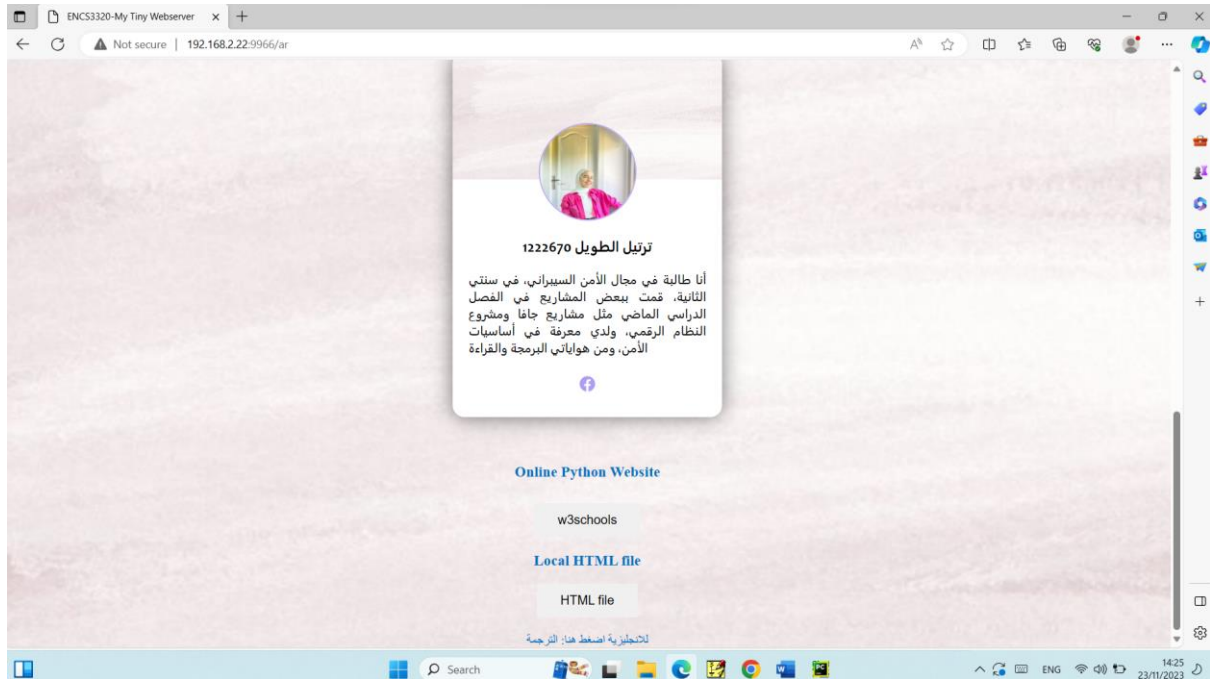 ENCS3320-My Tiny Webserver
Not secure | 192.168.2.22:9966/ar
ترتيل الطويل 1222670
أنا طالبة في مجال الأمن السيبراني، في سنتي
الثانية، قمت ببعض المشاريع في الفصل
الدراسي الماضي مثل مشاريع جافا ومشروع
النظام الرقمي، ولدي معرفة في أساسيات
الأمن، ومن هواياتي البرمجة والقراءة
Online Python Website
w3schools
Local HTML file
HTML file
للانجليزية اضغط هنا: الترجمة
Search
ENG
14:25
23/11/2023